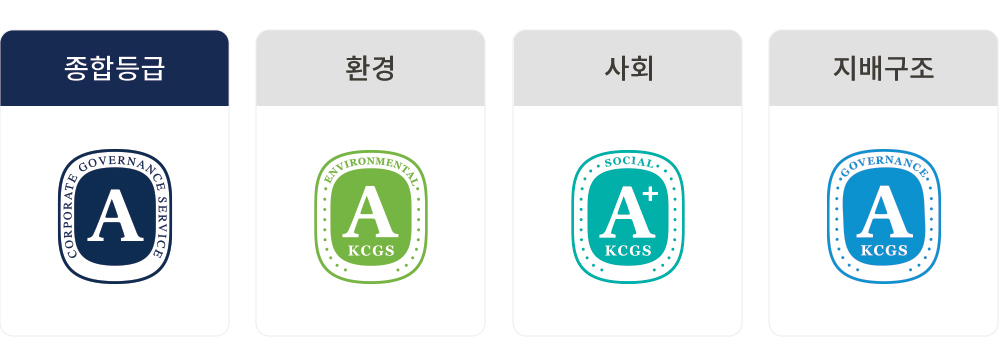 종합등급
환경
사회
지배구조
CORPORATE GOVERNANCE SERVICE
A
ENVIRONMENTAL
A
KCGS
SOCIAL
A+
KCGS
GOVERNANCE
A
KCGS